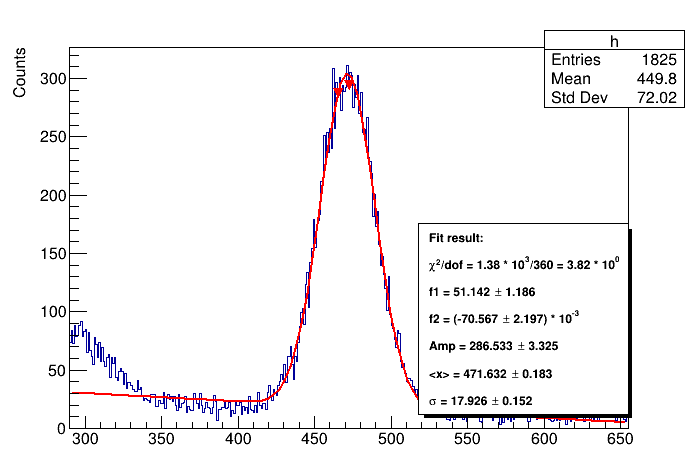 h
Entries 1825
Mean 449.8
Std Dev 72.02
Counts
300
250
200
150
100
50
0
Fit result:
χ²/dof = 1.38 * 10³/360 = 3.82 * 10⁰
f1 = 51.142 ± 1.186
f2 = (-70.567 ± 2.197) * 10⁻³
Amp = 286.533 ± 3.325
<x> = 471.632 ± 0.183
σ = 17.926 ± 0.152
300 350 400 450 500 550 600 650